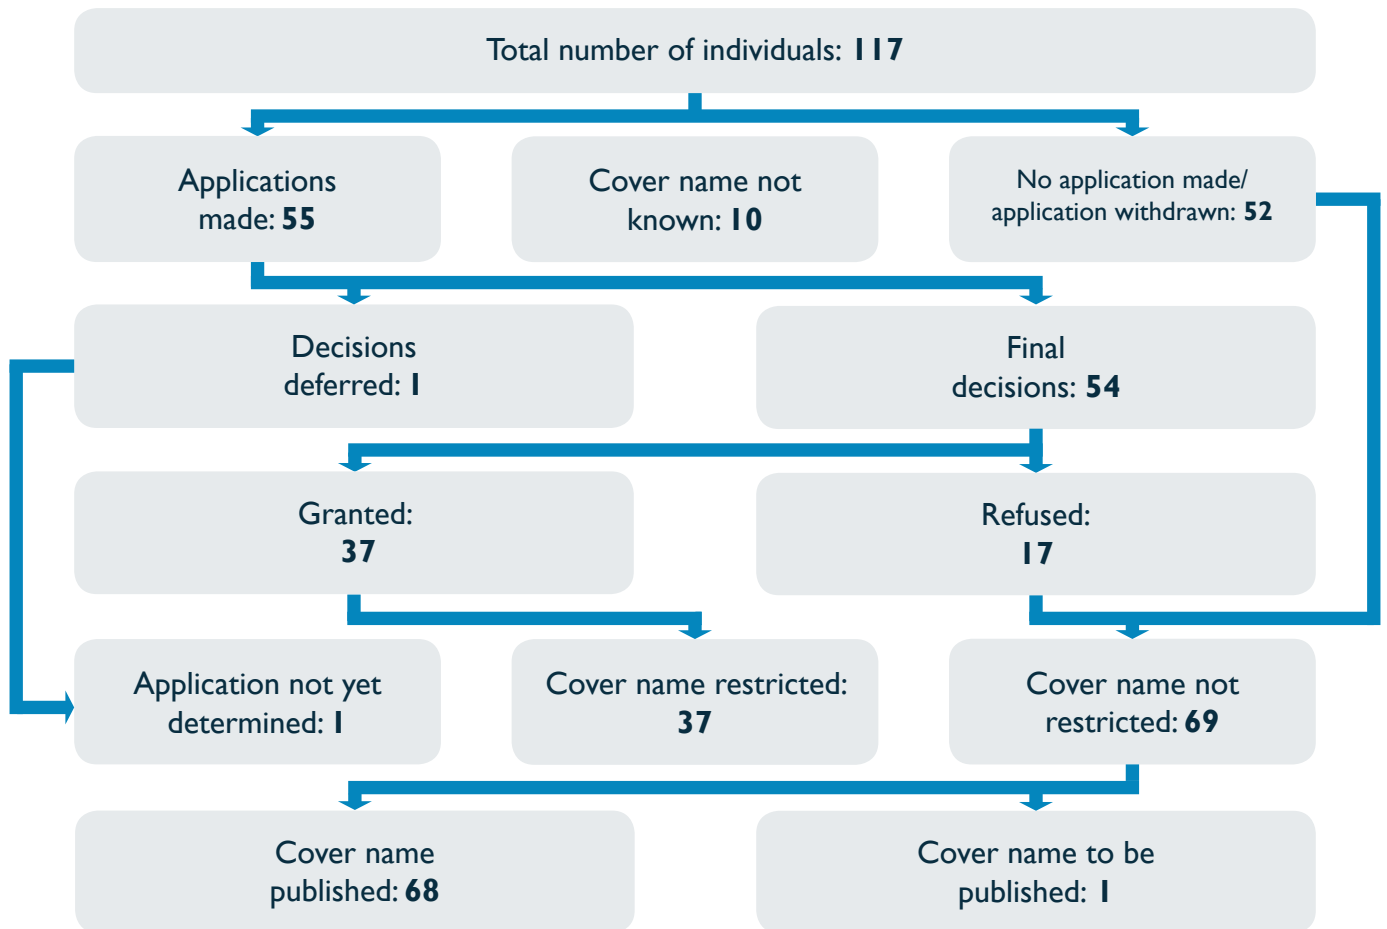 Total number of individuals: 117
Applications
made: 55
Cover name not
known: 10
No application made/
application withdrawn: 52
Decisions
deferred: 1
Final
decisions: 54
Granted:
37
Refused:
17
Application not yet
determined: 1
Cover name restricted:
37
Cover name not
restricted: 69
Cover name
published: 68
Cover name to be
published: 1